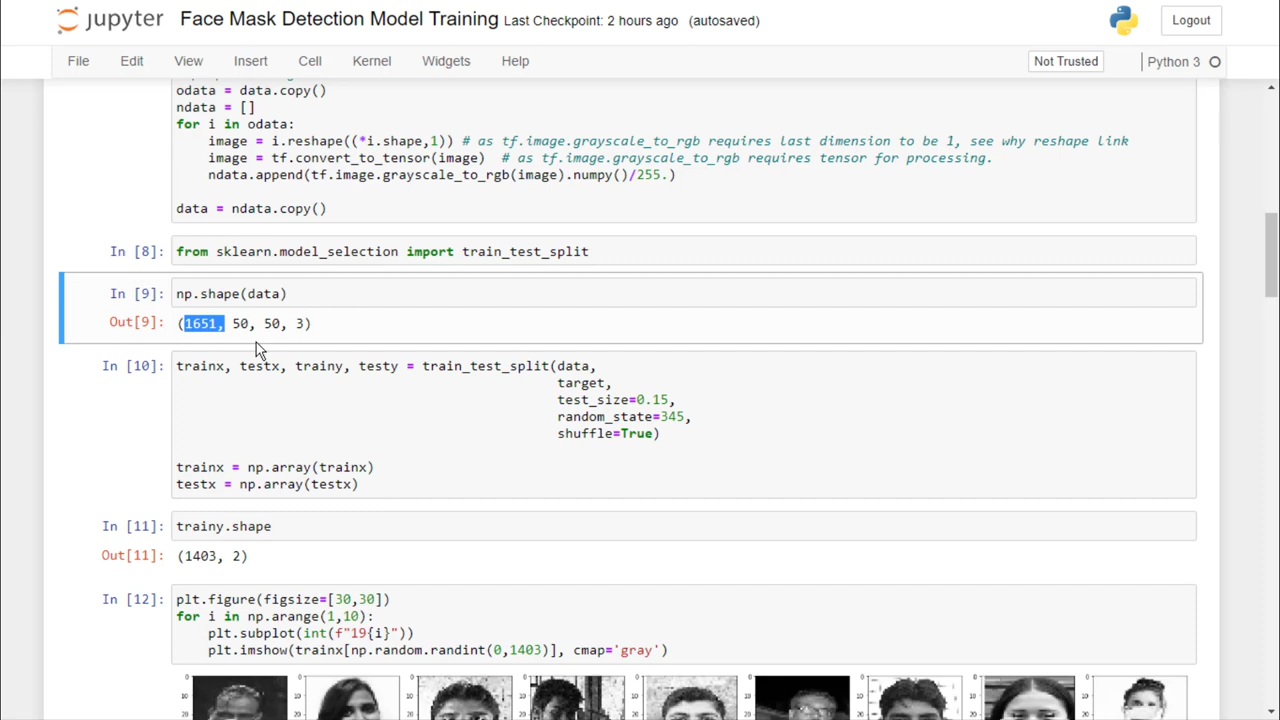 jupyter Face Mask Detection Model Training Last Checkpoint: 2 hours ago (autosaved) Logout
File Edit View Insert Cell Kernel Widgets Help Not Trusted Python 3
odata = data.copy()
ndata = []
for i in odata:
    image = i.reshape((*i.shape,1)) # as tf.image.grayscale_to_rgb requires last dimension to be 1, see why reshape link
    image = tf.convert_to_tensor(image)  # as tf.image.grayscale_to_rgb requires tensor for processing.
    ndata.append(tf.image.grayscale_to_rgb(image).numpy()/255.)
data = ndata.copy()
In [8]: from sklearn.model_selection import train_test_split
In [9]: np.shape(data)
Out[9]: (1651, 50, 50, 3)
In [10]: trainx, testx, trainy, testy = train_test_split(data,
target,
test_size=0.15,
random_state=345,
shuffle=True)
trainx = np.array(trainx)
testx = np.array(testx)
In [11]: trainy.shape
Out[11]: (1403, 2)
In [12]: plt.figure(figsize=[30,30])
for i in np.arange(1,10):
    plt.subplot(int(f"19{i}"))
    plt.imshow(trainx[np.random.randint(0,1403)], cmap='gray')